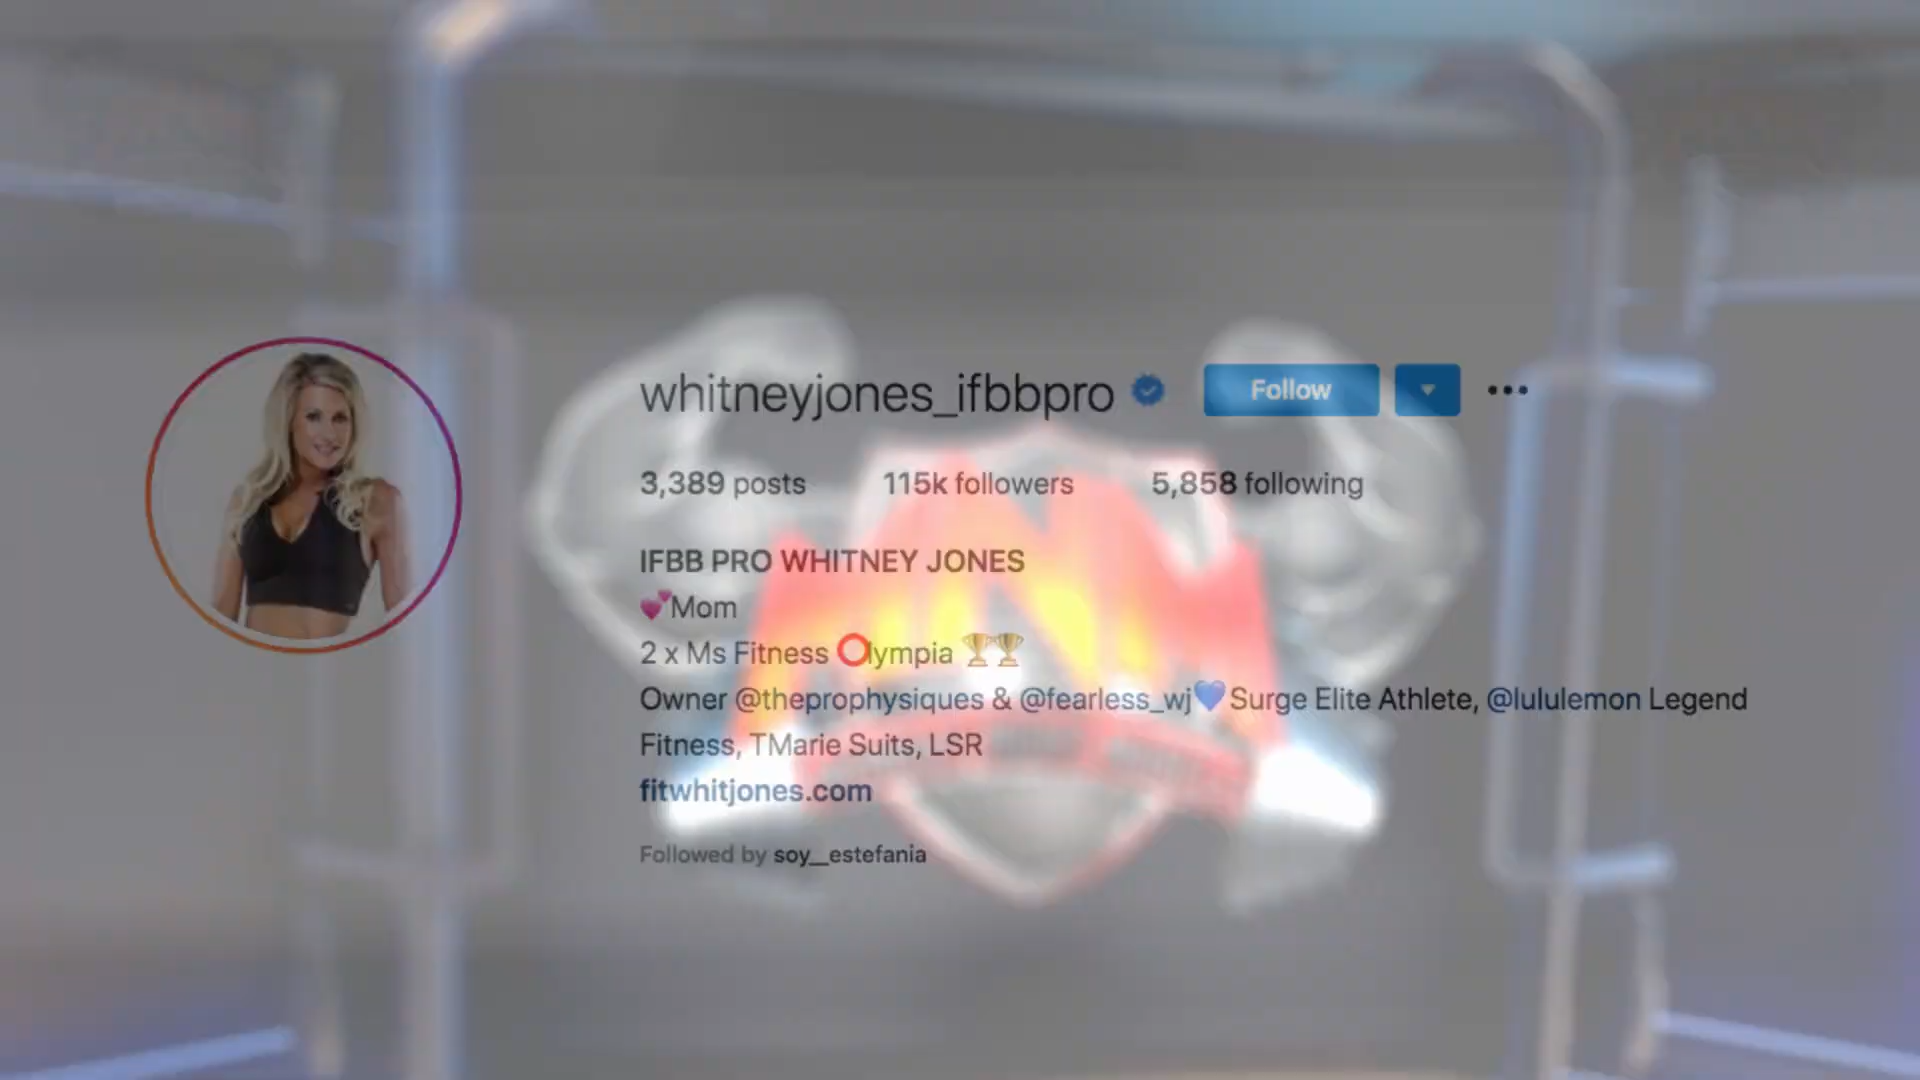 whitneyjones_ifbbpro Follow
3,389 posts 115k followers 5,858 following
IFBB PRO WHITNEY JONES
💕Mom
2 x Ms Fitness ⭕lympia 🏆🏆
Owner @theprophysiques & @fearless_wj💙Surge Elite Athlete, @lululemon Legend
Fitness, TMarie Suits, LSR
fitwhitjones.com
Followed by soy__estefania